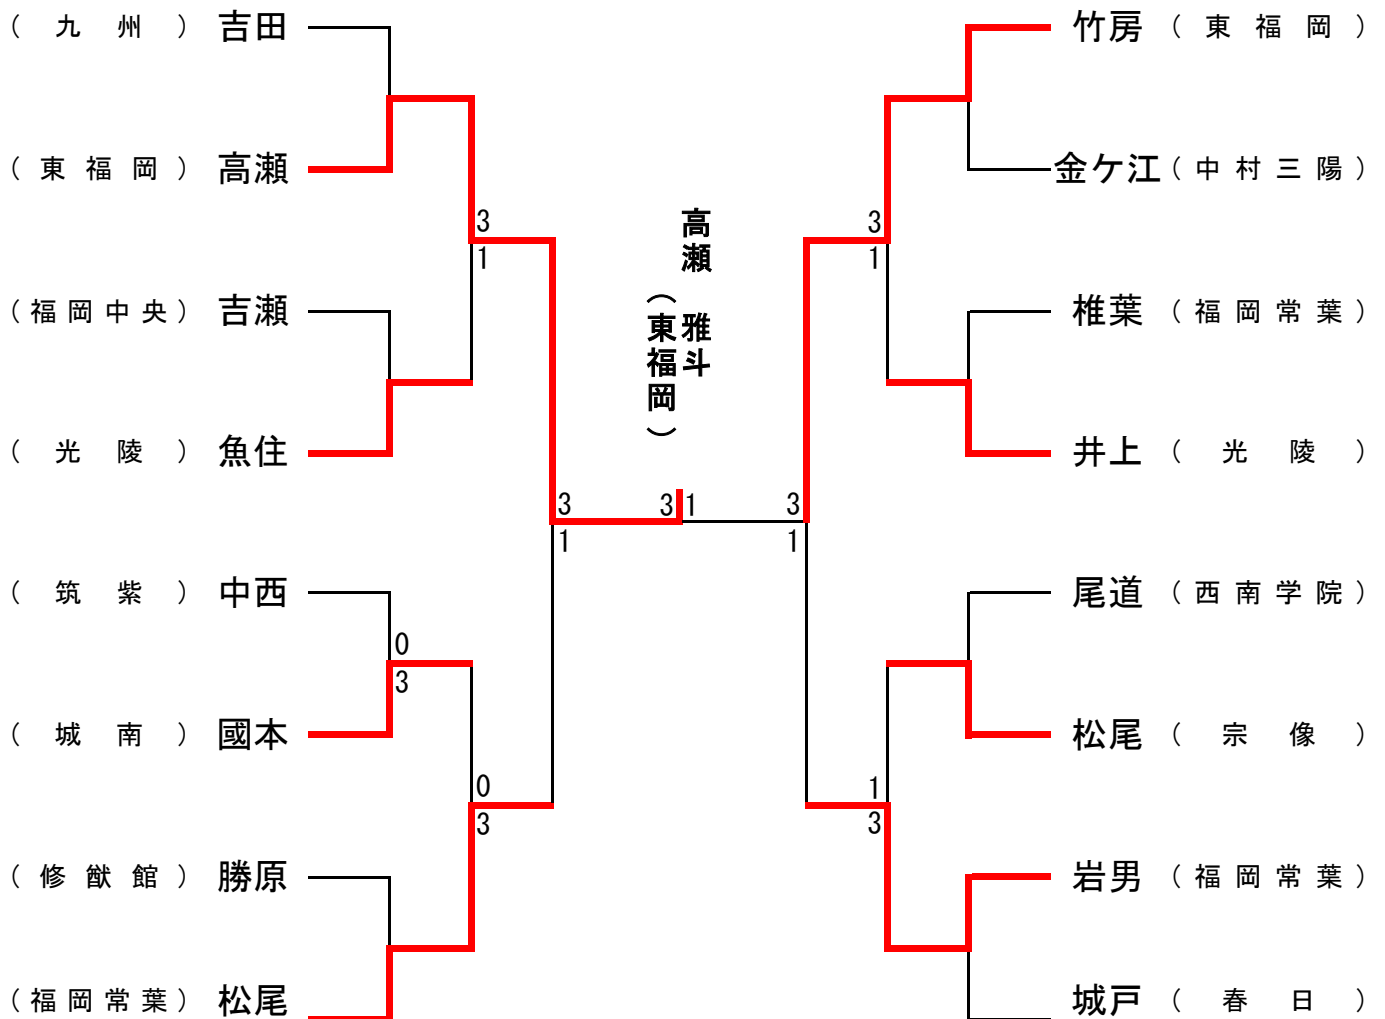 (九州) 吉田
(東福岡) 高瀬
3
1
(福岡中央) 吉瀬
(光陵) 魚住
3
1
(筑紫) 中西
0
3
(城南) 國本
0
3
(修猷館) 勝原
(福岡常葉) 松尾
高瀬 雅斗
(東福岡)
3 1
竹房 (東福岡)
金ケ江 (中村三陽)
3
1
椎葉 (福岡常葉)
井上 (光陵)
3
1
尾道 (西南学院)
松尾 (宗像)
1
3
岩男 (福岡常葉)
城戸 (春日)